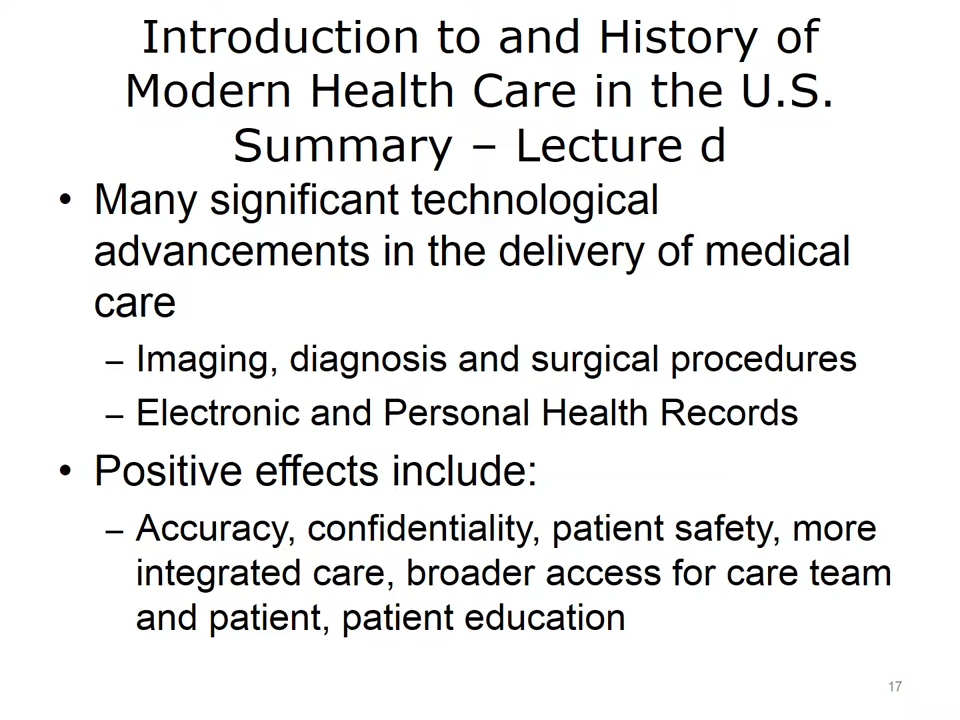 Introduction to and History of
Modern Health Care in the U.S.
Summary – Lecture d
• Many significant technological
advancements in the delivery of medical
care
– Imaging, diagnosis and surgical procedures
– Electronic and Personal Health Records
• Positive effects include:
– Accuracy, confidentiality, patient safety, more
integrated care, broader access for care team
and patient, patient education
17